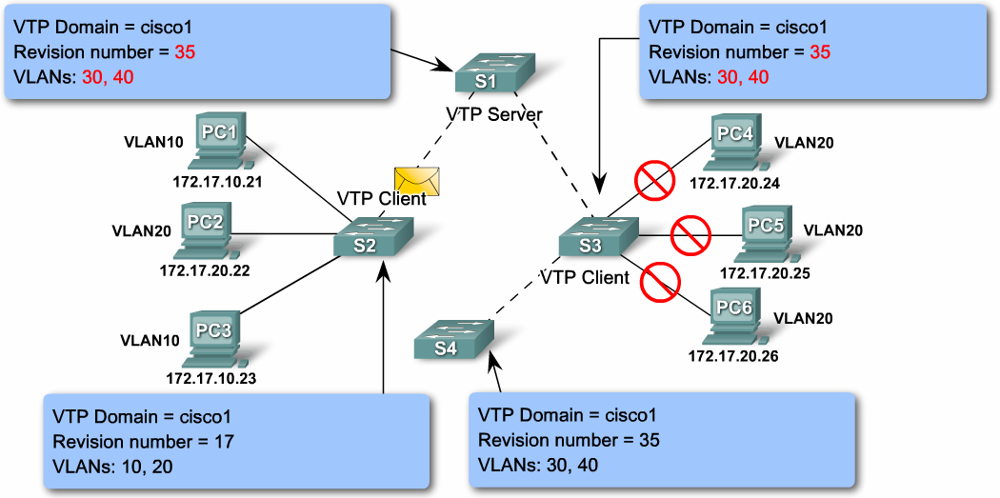 VTP Domain = cisco1
Revision number = 35
VLANs: 30, 40
VTP Domain = cisco1
Revision number = 35
VLANs: 30, 40
S1
VTP Server
PC1
VLAN10
172.17.10.21
PC4
VLAN20
172.17.20.24
VTP Client
PC2
VLAN20
172.17.20.22
S2
S3
VTP Client
PC5
VLAN20
172.17.20.25
PC3
VLAN10
172.17.10.23
S4
PC6
VLAN20
172.17.20.26
VTP Domain = cisco1
Revision number = 17
VLANs: 10, 20
VTP Domain = cisco1
Revision number = 35
VLANs: 30, 40